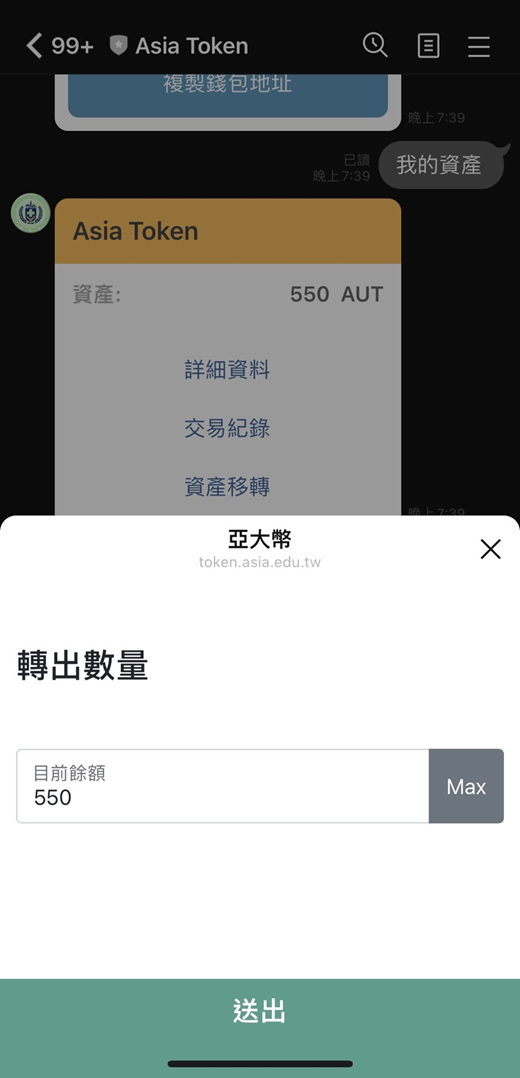 99+ Asia Token
複製錢包地址
晚上7:39
已讀
晚上7:39
我的資產
Asia Token
資產: 550 AUT
詳細資料
交易紀錄
資產移轉
晚上7:39
亞大幣
token.asia.edu.tw
轉出數量
目前餘額
550
Max
送出